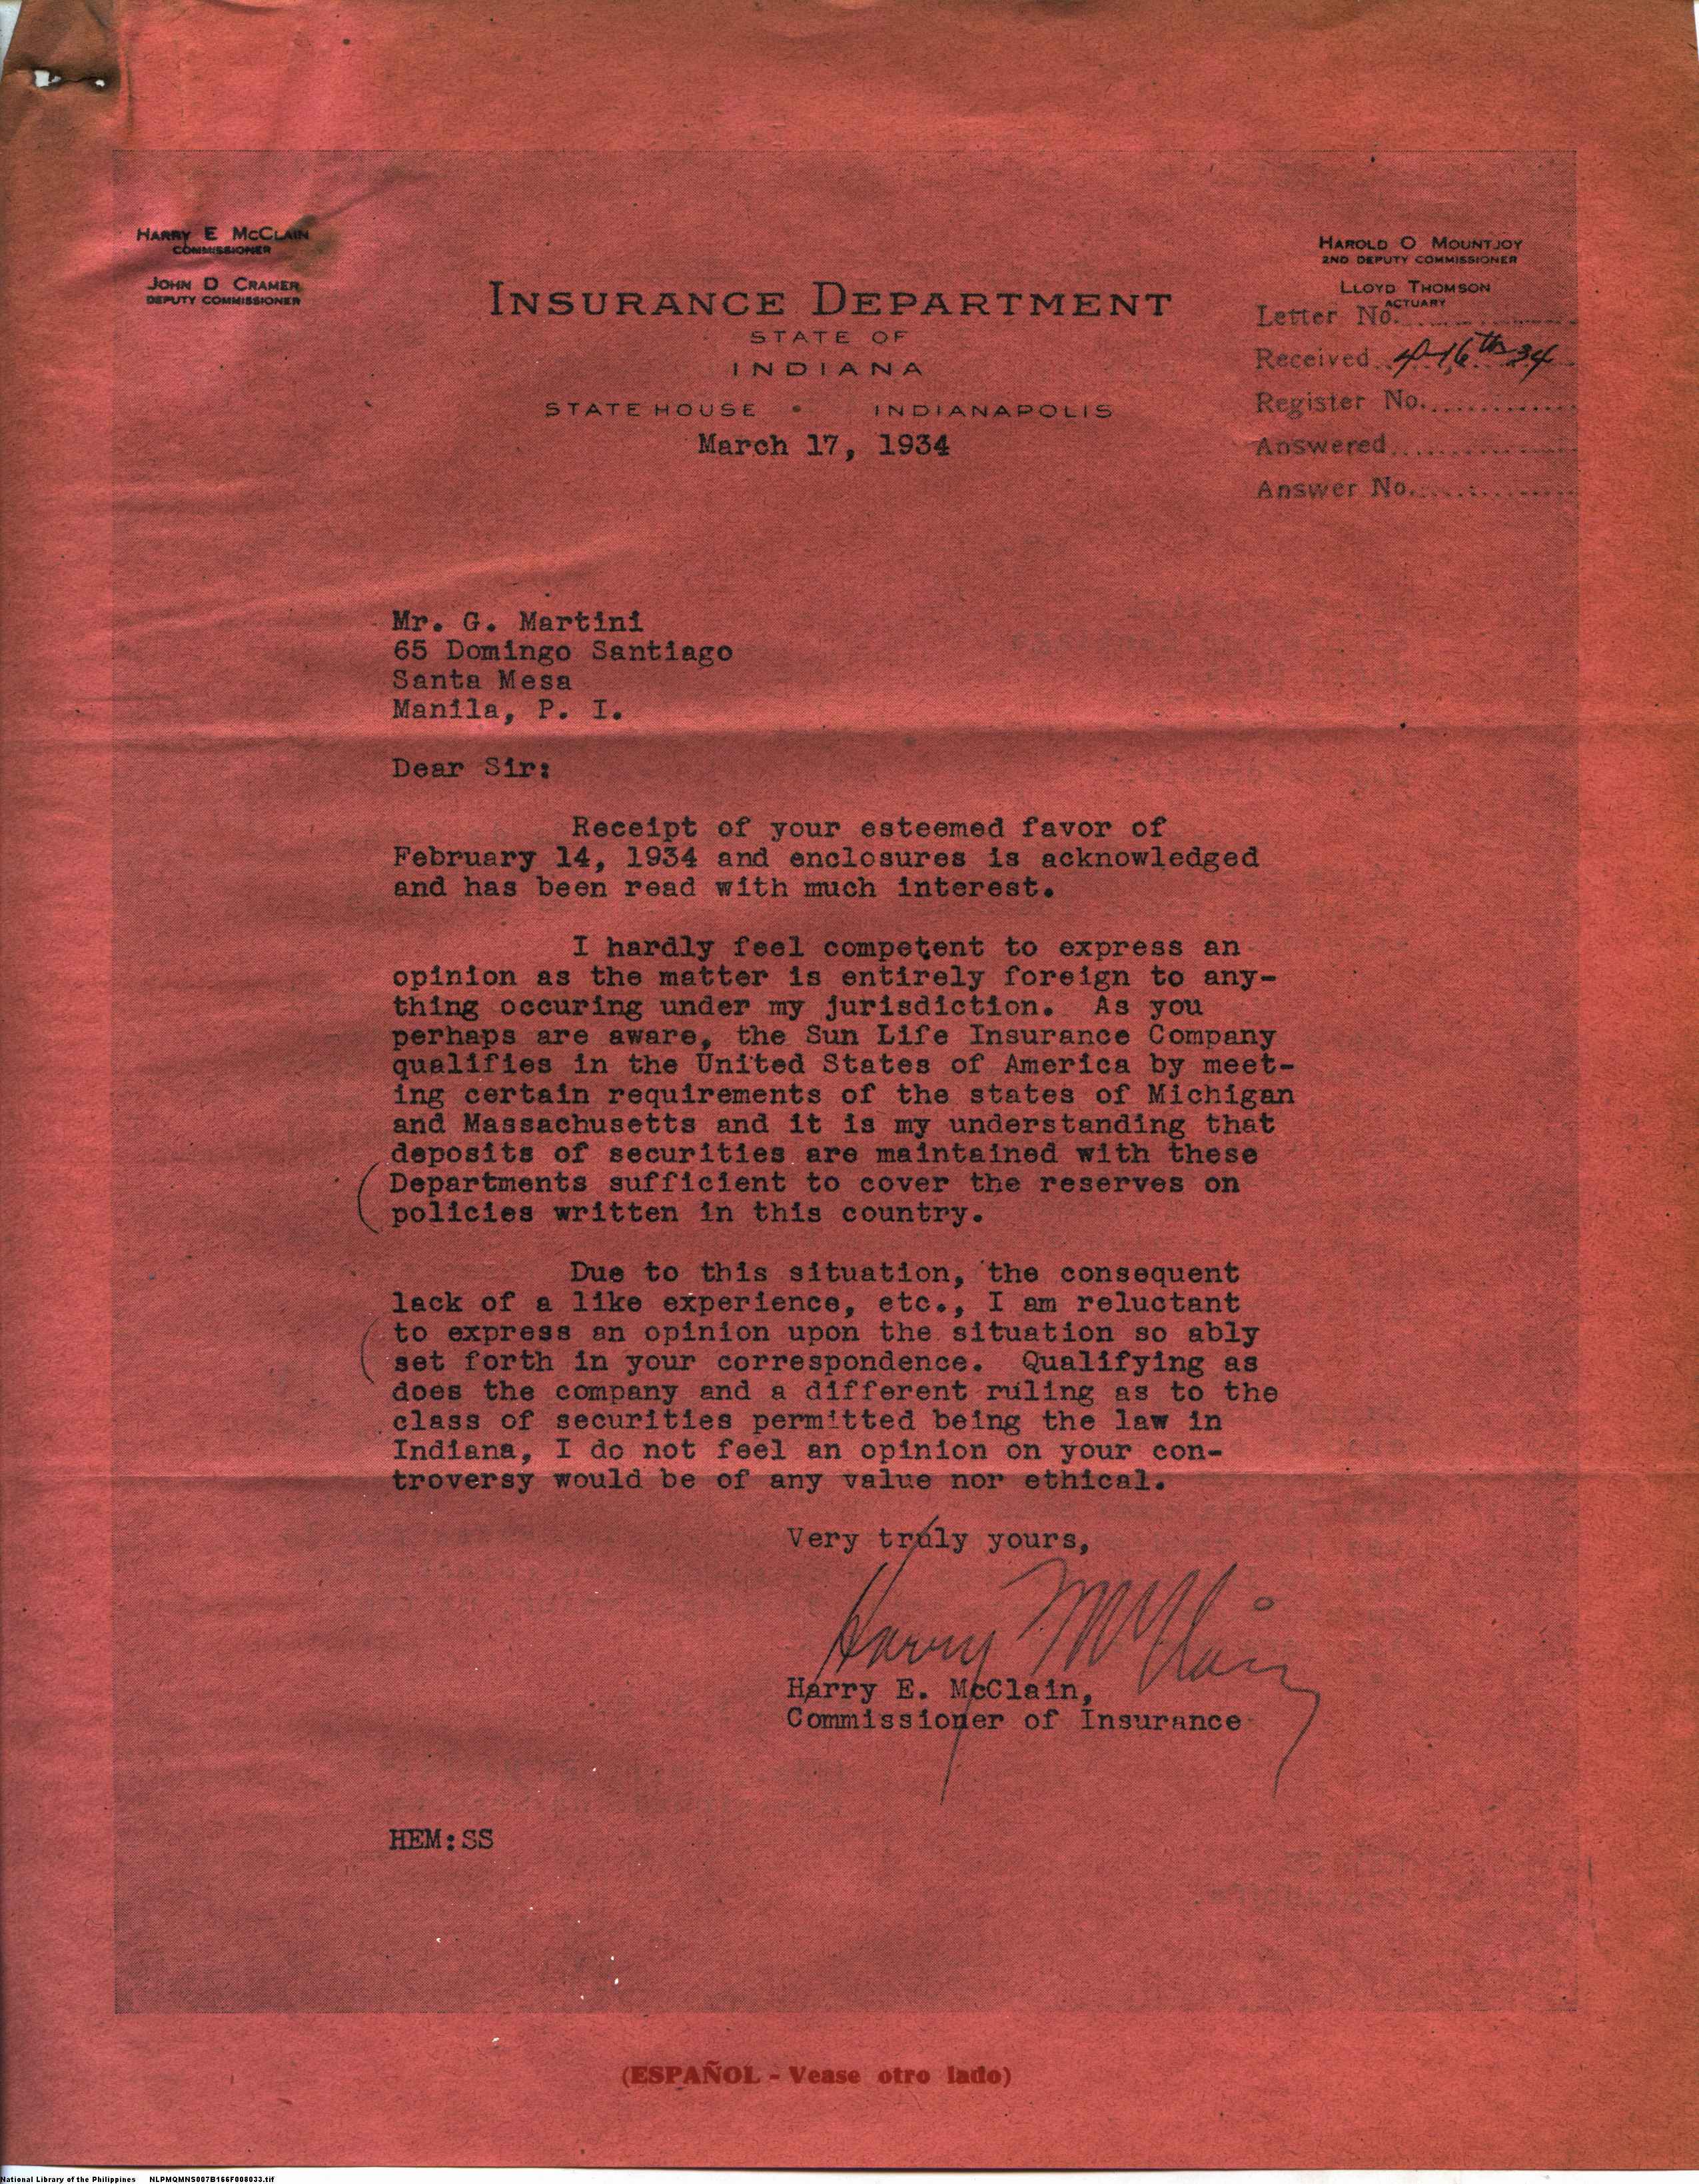 HARRY E McCLAIN
COMMISSIONER
JOHN D CRAMER
DEPUTY COMMISSIONER
HAROLD O MOUNTJOY
2ND DEPUTY COMMISSIONER
LLOYD THOMSON
ACTUARY
INSURANCE DEPARTMENT
STATE OF
INDIANA
STATE HOUSE • INDIANAPOLIS
March 17, 1934
Letter No.
Received 4-16th 34
Register No.
Answered
Answer No.
Mr. G. Martini
65 Domingo Santiago
Santa Mesa
Manila, P. I.
Dear Sir:
Receipt of your esteemed favor of
February 14, 1934 and enclosures is acknowledged
and has been read with much interest.
I hardly feel competent to express an
opinion as the matter is entirely foreign to any-
thing occuring under my jurisdiction. As you
perhaps are aware, the Sun Life Insurance Company
qualifies in the United States of America by meet-
ing certain requirements of the states of Michigan
and Massachusetts and it is my understanding that
deposits of securities are maintained with these
Departments sufficient to cover the reserves on
policies written in this country.
Due to this situation, the consequent
lack of a like experience, etc., I am reluctant
to express an opinion upon the situation so ably
set forth in your correspondence. Qualifying as
does the company and a different ruling as to the
class of securities permitted being the law in
Indiana, I do not feel an opinion on your con-
troversy would be of any value nor ethical.
Very truly yours,
Harry McClain
Harry E. McClain,
Commissioner of Insurance
HEM:SS
(ESPAÑOL - Vease otro lado)
National Library of the Philippines NLPMQMNS007B166F008033.tif